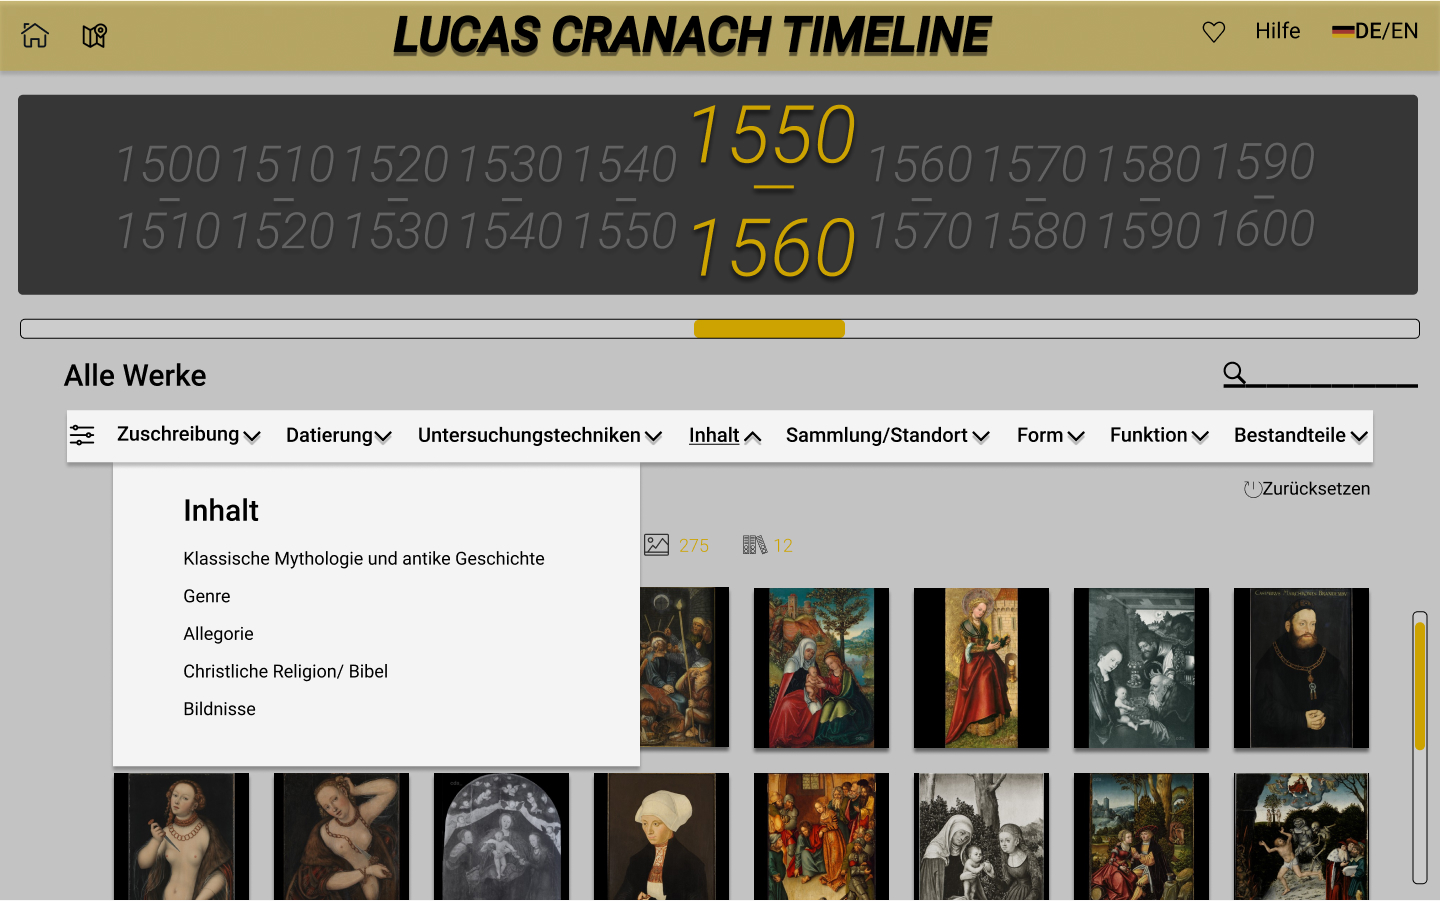 LUCAS CRANACH TIMELINE
Hilfe
DE/EN
1500 1510 1520 1530 1540 1550 1560 1570 1580 1590
1510 1520 1530 1540 1550 1560 1570 1580 1590 1600
Alle Werke
Zuschreibung Datierung Untersuchungstechniken Inhalt Sammlung/Standort Form Funktion Bestandteile
Zurücksetzen
Inhalt
275 12
Klassische Mythologie und antike Geschichte
Genre
Allegorie
Christliche Religion/ Bibel
Bildnisse